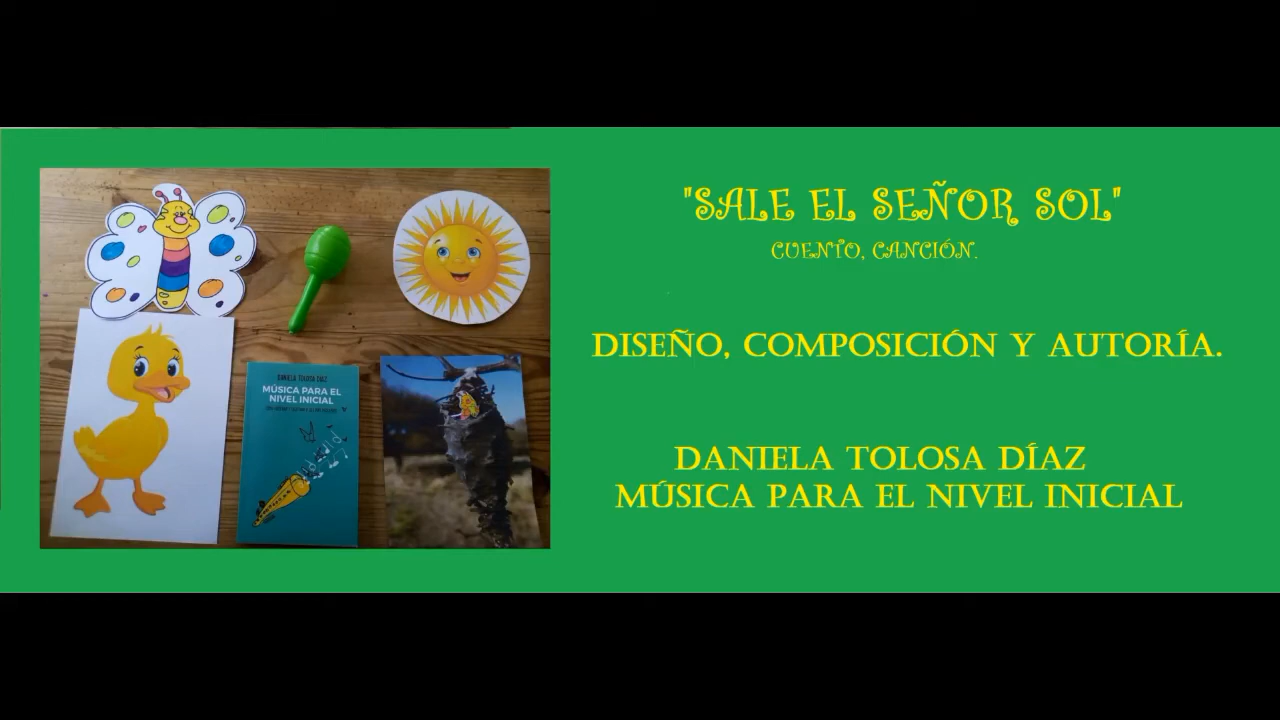 "SALE EL SEÑOR SOL"
CUENTO, CANCIÓN.
DISEÑO, COMPOSICIÓN Y AUTORÍA.
DANIELA TOLOSA DÍAZ
MÚSICA PARA EL NIVEL INICIAL
DANIELA TOLOSA DÍAZ
MÚSICA PARA EL
NIVEL INICIAL